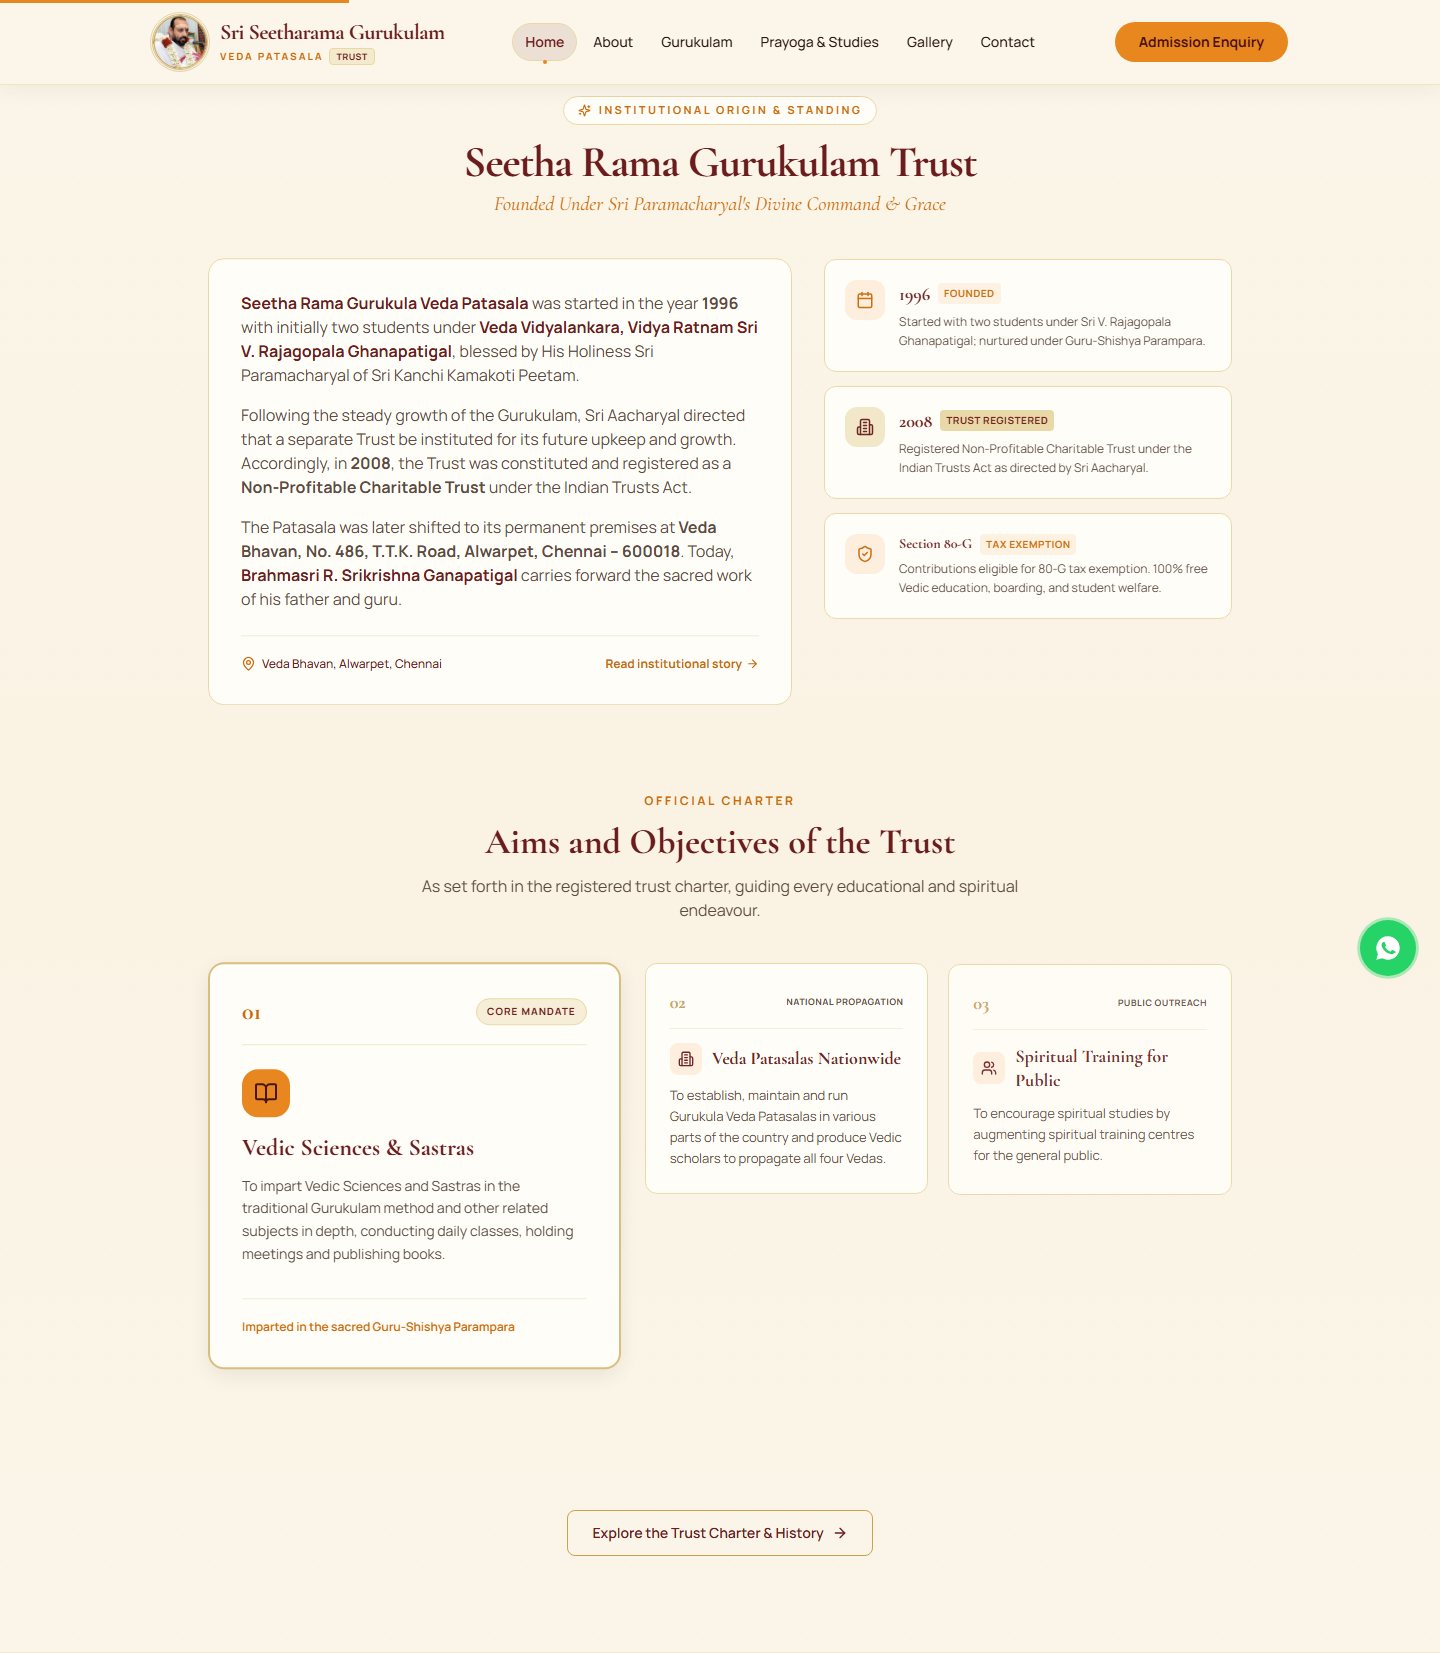 Sri Seetharama Gurukulam
VEDA PATASALA TRUST
Home
About
Gurukulam
Prayoga & Studies
Gallery
Contact
Admission Enquiry
INSTITUTIONAL ORIGIN & STANDING
Seetha Rama Gurukulam Trust
Founded Under Sri Paramacharyal's Divine Command & Grace
Seetha Rama Gurukula Veda Patasala was started in the year 1996
with initially two students under Veda Vidyalankara, Vidya Ratnam Sri
V. Rajagopala Ghanapatigal, blessed by His Holiness Sri
Paramacharyal of Sri Kanchi Kamakoti Peetam.
Following the steady growth of the Gurukulam, Sri Aacharyal directed
that a separate Trust be instituted for its future upkeep and growth.
Accordingly, in 2008, the Trust was constituted and registered as a
Non-Profitable Charitable Trust under the Indian Trusts Act.
The Patasala was later shifted to its permanent premises at Veda
Bhavan, No. 486, T.T.K. Road, Alwarpet, Chennai – 600018. Today,
Brahmasri R. Srikrishna Ganapatigal carries forward the sacred work
of his father and guru.
Veda Bhavan, Alwarpet, Chennai
Read institutional story →
1996 FOUNDED
Started with two students under Sri V. Rajagopala
Ghanapatigal; nurtured under Guru-Shishya Parampara.
2008 TRUST REGISTERED
Registered Non-Profitable Charitable Trust under the
Indian Trusts Act as directed by Sri Aacharyal.
Section 80-G TAX EXEMPTION
Contributions eligible for 80-G tax exemption. 100% free
Vedic education, boarding, and student welfare.
OFFICIAL CHARTER
Aims and Objectives of the Trust
As set forth in the registered trust charter, guiding every educational and spiritual
endeavour.
01
CORE MANDATE
Vedic Sciences & Sastras
To impart Vedic Sciences and Sastras in the
traditional Gurukulam method and other related
subjects in depth, conducting daily classes, holding
meetings and publishing books.
Imparted in the sacred Guru-Shishya Parampara
02
NATIONAL PROPAGATION
Veda Patasalas Nationwide
To establish, maintain and run
Gurukula Veda Patasalas in various
parts of the country and produce Vedic
scholars to propagate all four Vedas.
03
PUBLIC OUTREACH
Spiritual Training for
Public
To encourage spiritual studies by
augmenting spiritual training centres
for the general public.
Explore the Trust Charter & History →